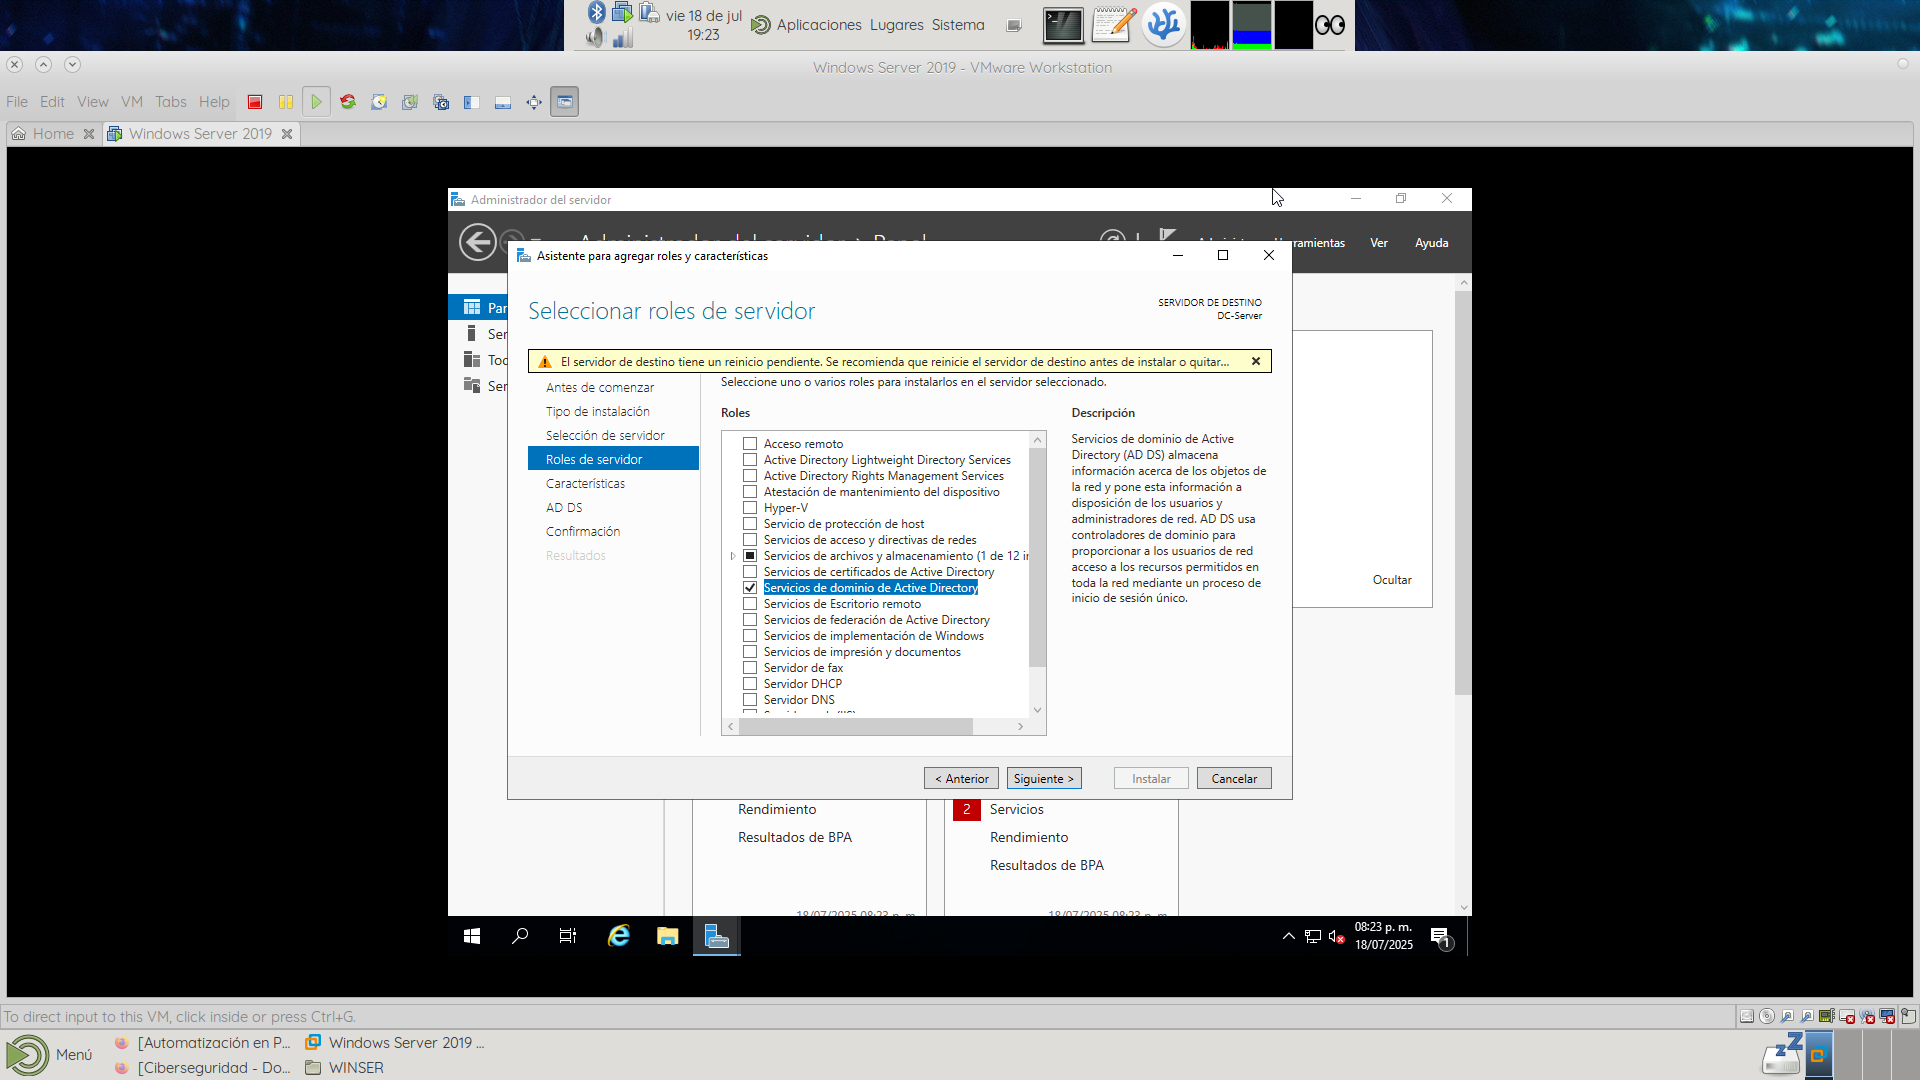 vie 18 de jul
19:23
Aplicaciones Lugares Sistema
Windows Server 2019 - VMware Workstation
File Edit View VM Tabs Help
Home
Windows Server 2019
Administrador del servidor
Ver
Ayuda
Asistente para agregar roles y características
Seleccionar roles de servidor
SERVIDOR DE DESTINO
DC-Server
El servidor de destino tiene un reinicio pendiente. Se recomienda que reinicie el servidor de destino antes de instalar o quitar...
Antes de comenzar
Tipo de instalación
Selección de servidor
Roles de servidor
Características
AD DS
Confirmación
Resultados
Seleccione uno o varios roles para instalarlos en el servidor seleccionado.
Roles
Acceso remoto
Active Directory Lightweight Directory Services
Active Directory Rights Management Services
Atestación de mantenimiento del dispositivo
Hyper-V
Servicio de protección de host
Servicios de acceso y directivas de redes
Servicios de archivos y almacenamiento (1 de 12 in
Servicios de certificados de Active Directory
Servicios de dominio de Active Directory
Servicios de Escritorio remoto
Servicios de federación de Active Directory
Servicios de implementación de Windows
Servicios de impresión y documentos
Servidor de fax
Servidor DHCP
Servidor DNS
Descripción
Servicios de dominio de Active
Directory (AD DS) almacena
información acerca de los objetos de
la red y pone esta información a
disposición de los usuarios y
administradores de red. AD DS usa
controladores de dominio para
proporcionar a los usuarios de red
acceso a los recursos permitidos en
toda la red mediante un proceso de
inicio de sesión único.
Ocultar
< Anterior
Siguiente >
Instalar
Cancelar
Rendimiento
Resultados de BPA
2 Servicios
Rendimiento
Resultados de BPA
18/07/2025 08:23 p. m.
18/07/2025 08:23 p. m.
08:23 p. m.
18/07/2025
1
To direct input to this VM, click inside or press Ctrl+G.
Menú
[Automatización en P...
Windows Server 2019 ...
[Ciberseguridad - Do...
WINSER